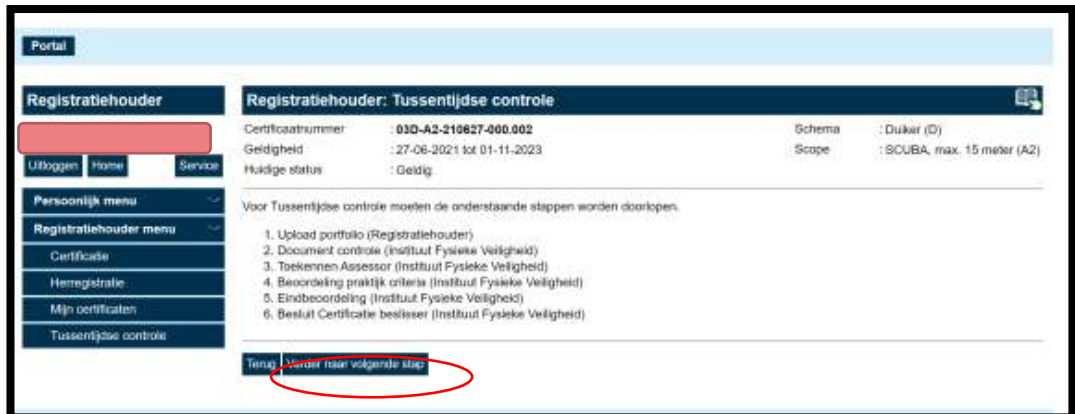 Portal
Registratiehouder
Uitloggen Home Service
Persoonlijk menu
Registratiehouder menu
Certificatie
Herregistratie
Mijn certificaten
Tussentijdse controle
Registratiehouder: Tussentijdse controle
Certificaatnummer : 03D-A2-210627-000.002 Schema : Duiker (D)
Geldigheid : 27-06-2021 tot 01-11-2023 Scope : SCUBA, max. 15 meter (A2)
Huidige status : Geldig
Voor Tussentijdse controle moeten de onderstaande stappen worden doorlopen.
1. Upload portfolio (Registratiehouder)
2. Document controle (Instituut Fysieke Veiligheid)
3. Toekennen Assessor (Instituut Fysieke Veiligheid)
4. Beoordeling praktijk criteria (Instituut Fysieke Veiligheid)
5. Eindbeoordeling (Instituut Fysieke Veiligheid)
6. Besluit Certificatie beslisser (Instituut Fysieke Veiligheid)
Terug Verder naar volgende stap